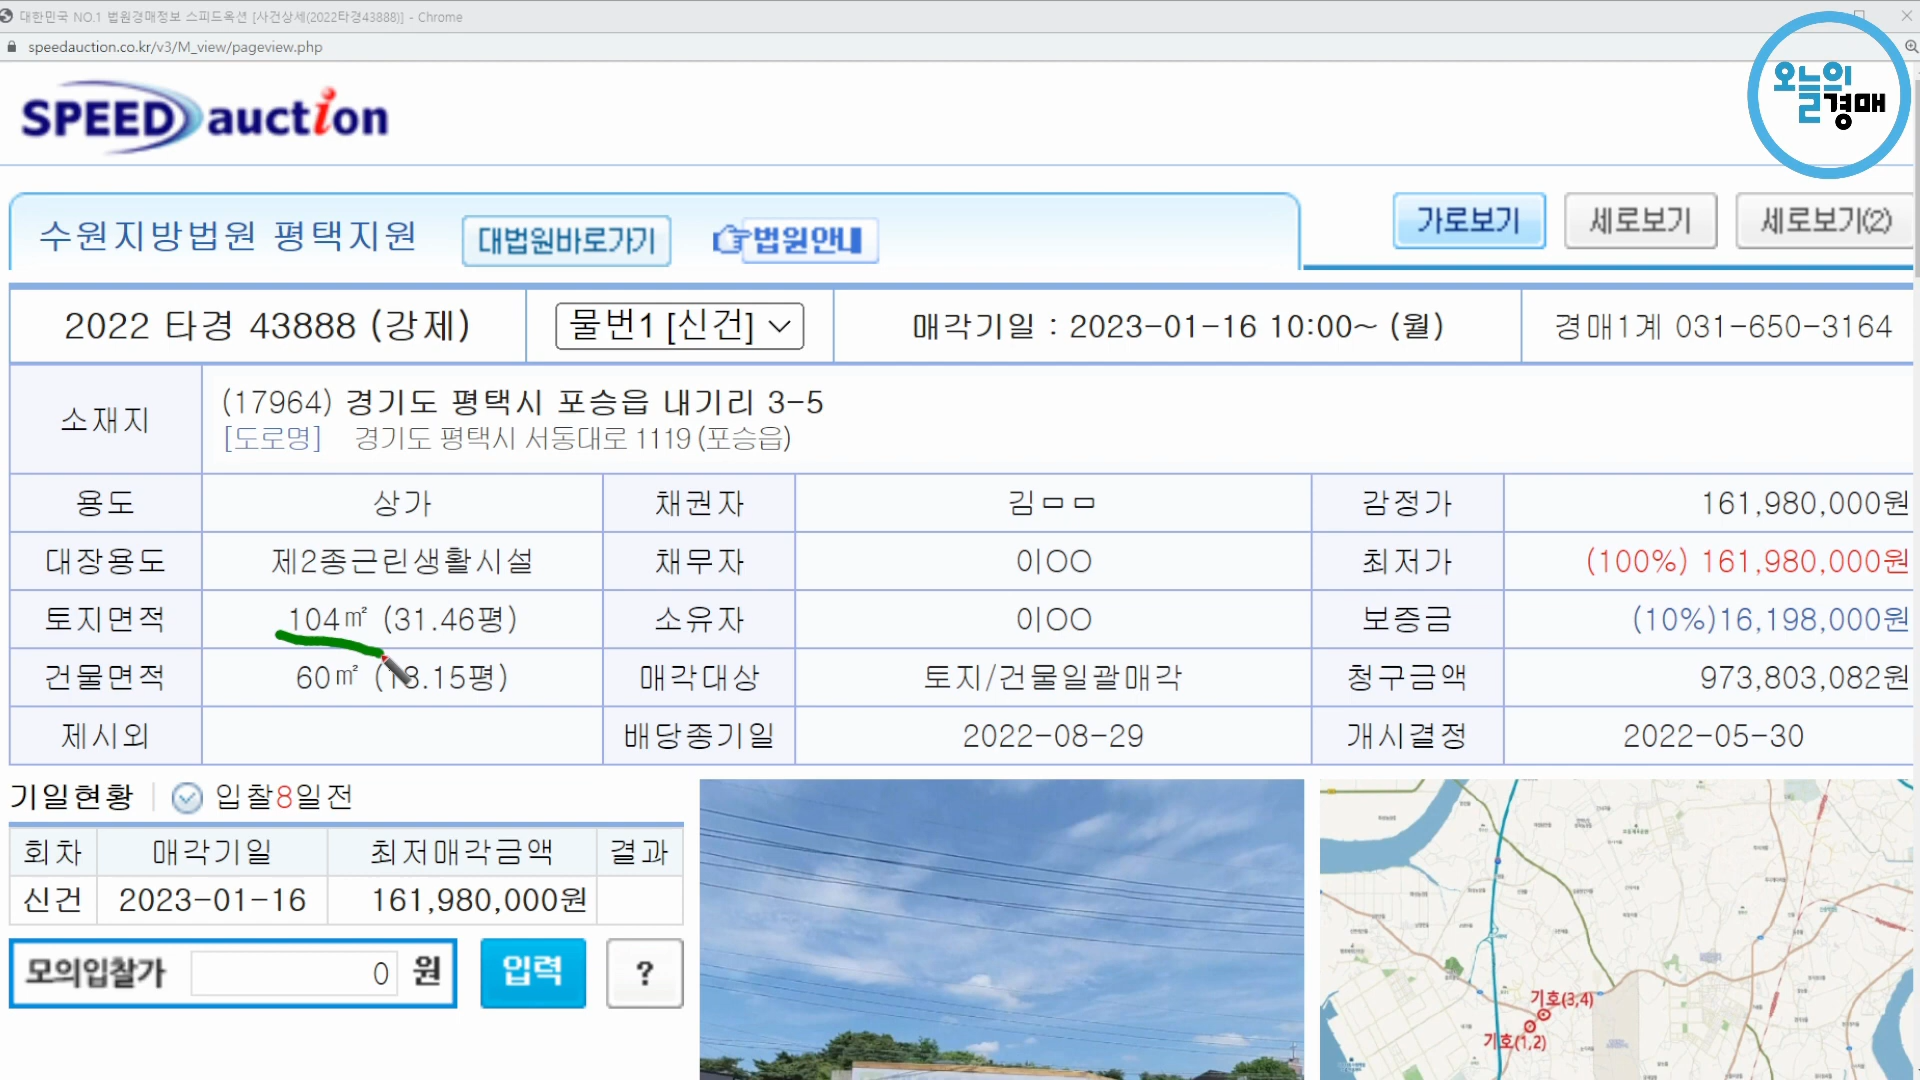 대한민국 NO.1 법원경매정보 스피드옥션 [사건상세(2022타경43888)] - Chrome
speedauction.co.kr/v3/M_view/pageview.php
오늘의
경매
SPEED auction
수원지방법원 평택지원 대법원바로가기 법원안내 가로보기 세로보기 세로보기(2)
2022 타경 43888 (강제) 물번1 [신건] 매각기일 : 2023-01-16 10:00~ (월) 경매1계 031-650-3164
소재지 (17964) 경기도 평택시 포승읍 내기리 3-5
[도로명] 경기도 평택시 서동대로 1119 (포승읍)
용도 상가 채권자 김ㅁㅁ 감정가 161,980,000원
대장용도 제2종근린생활시설 채무자 이OO 최저가 (100%) 161,980,000원
토지면적 104㎡ (31.46평) 소유자 이OO 보증금 (10%)16,198,000원
건물면적 60㎡ (18.15평) 매각대상 토지/건물일괄매각 청구금액 973,803,082원
제시외 배당종기일 2022-08-29 개시결정 2022-05-30
기일현황 입찰8일전
회차 매각기일 최저매각금액 결과
신건 2023-01-16 161,980,000원
모의입찰가 0 원 입력 ?
기호(3,4)
기호(1,2)